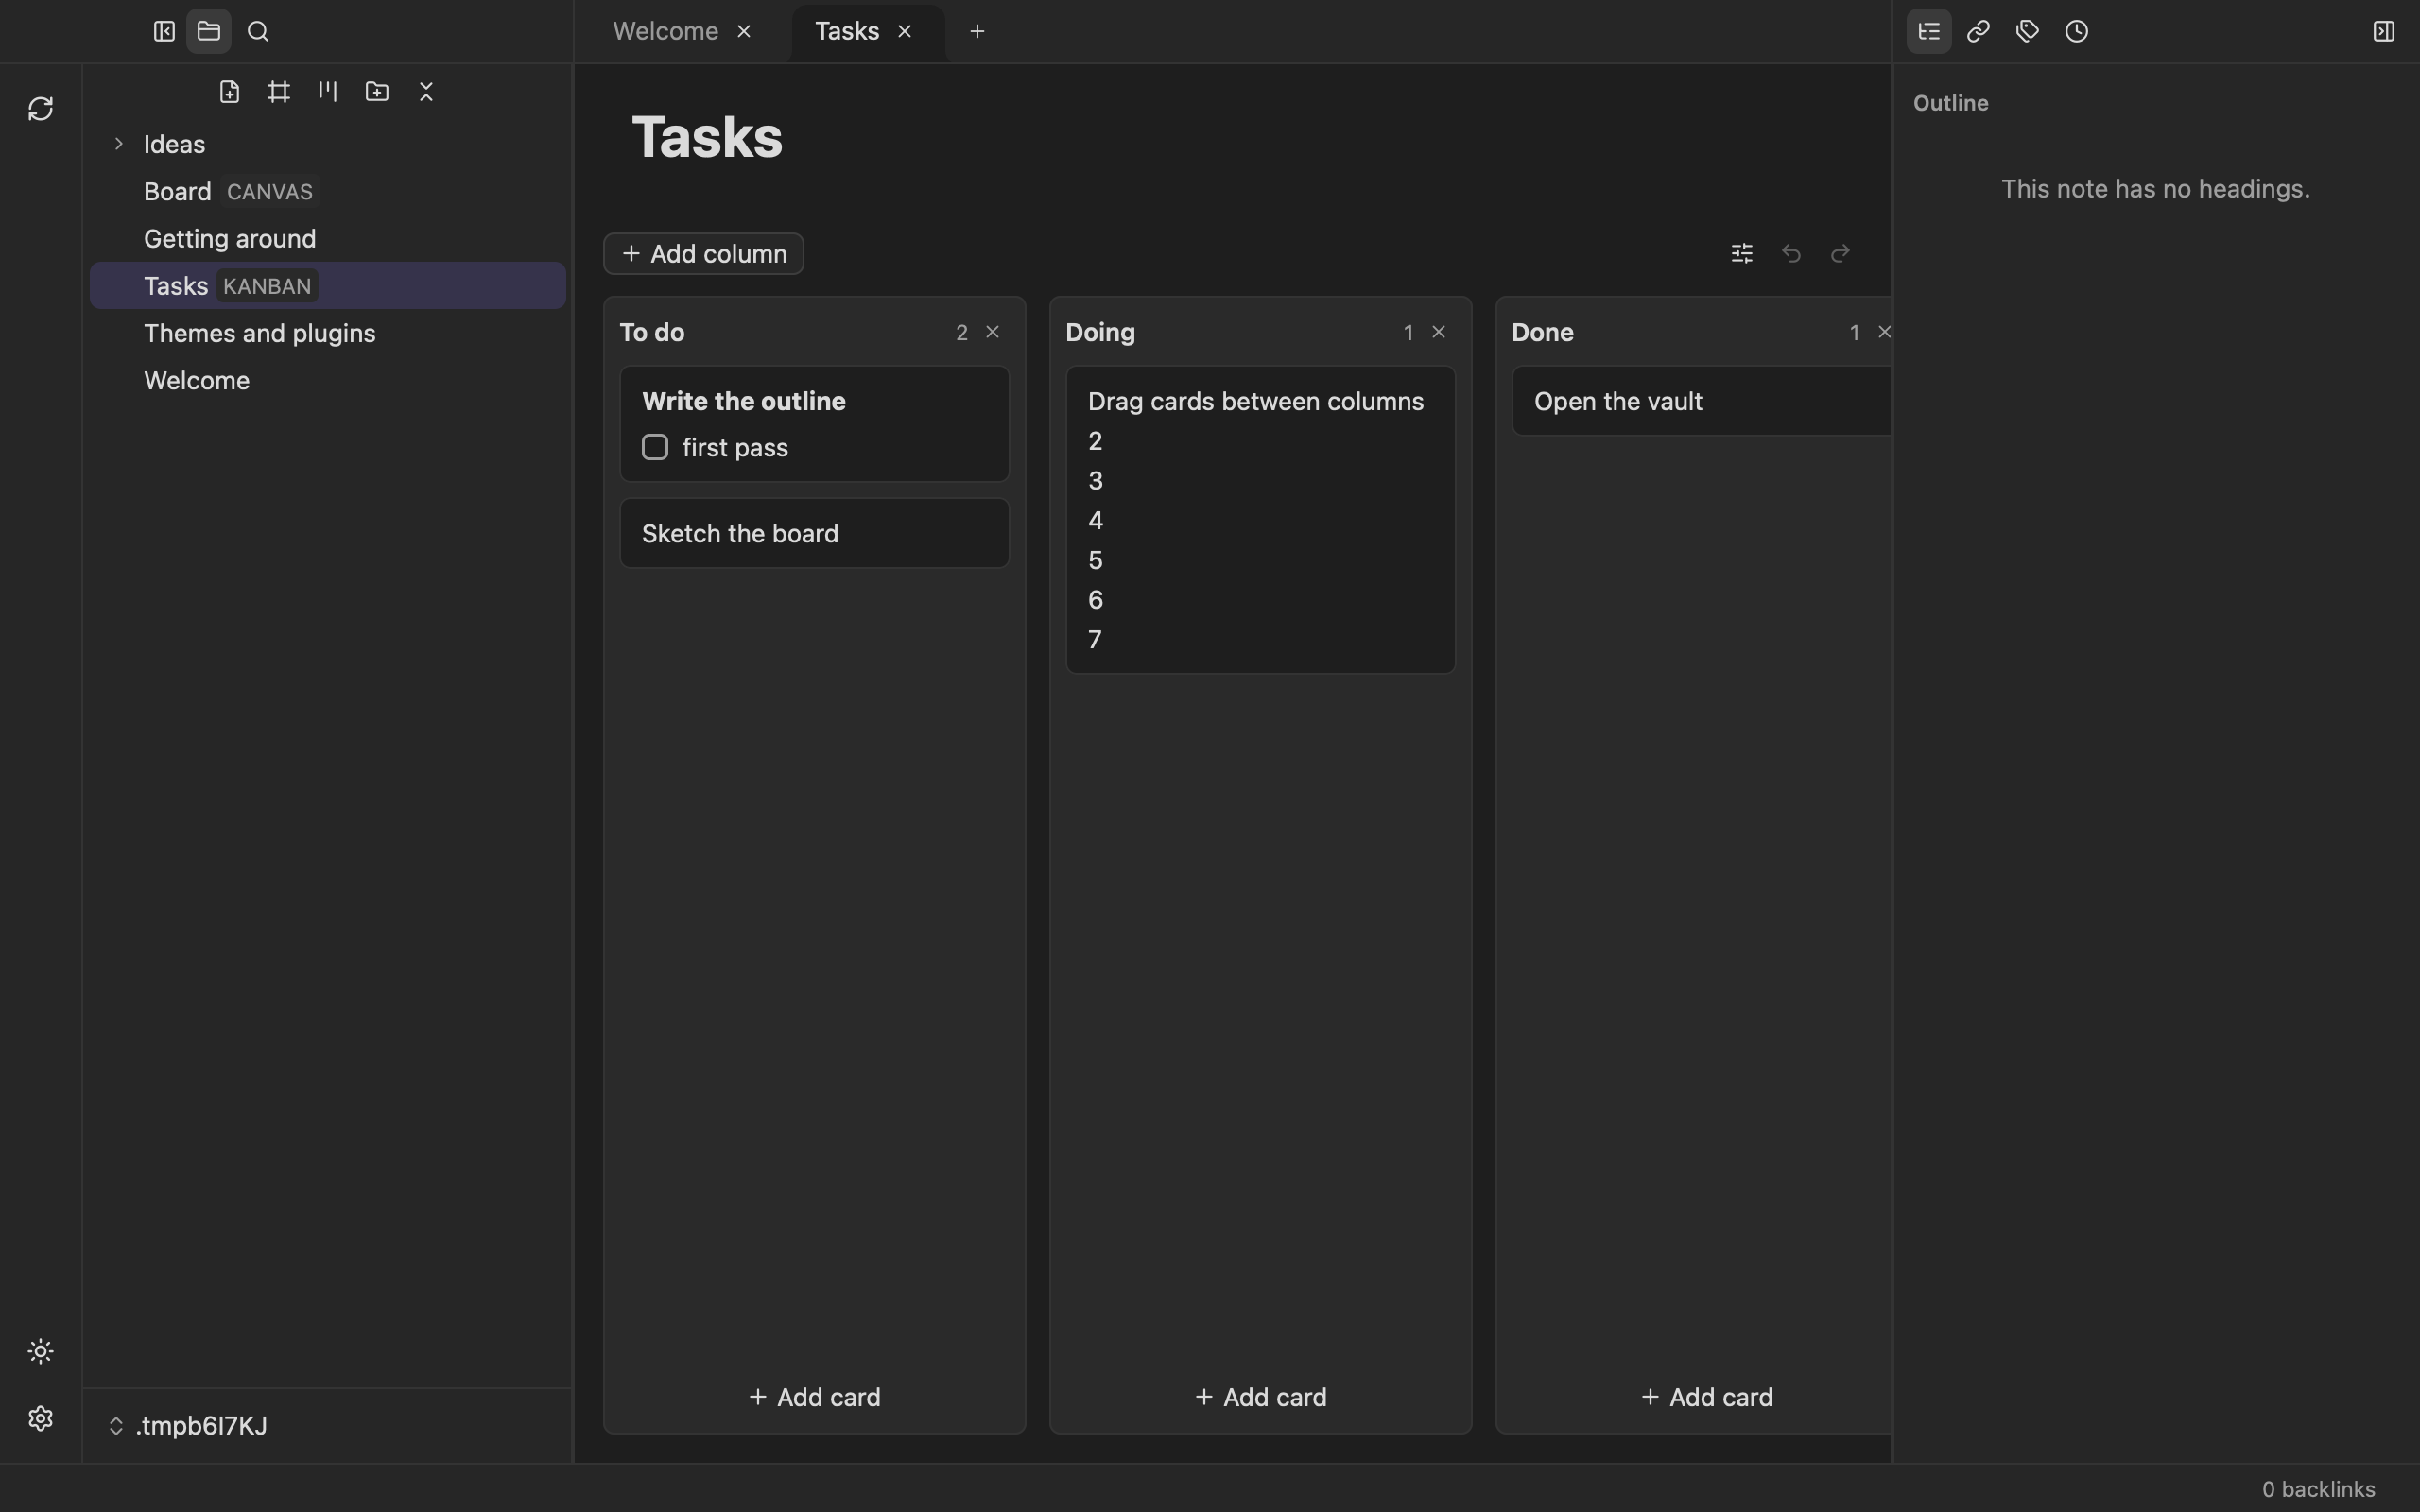 Welcome
Tasks
Ideas
Board CANVAS
Getting around
Tasks KANBAN
Themes and plugins
Welcome
.tmpb6I7KJ
Tasks
Add column
To do 2
Write the outline
first pass
Sketch the board
Add card
Doing 1
Drag cards between columns
2
3
4
5
6
7
Add card
Done 1
Open the vault
Add card
Outline
This note has no headings.
0 backlinks